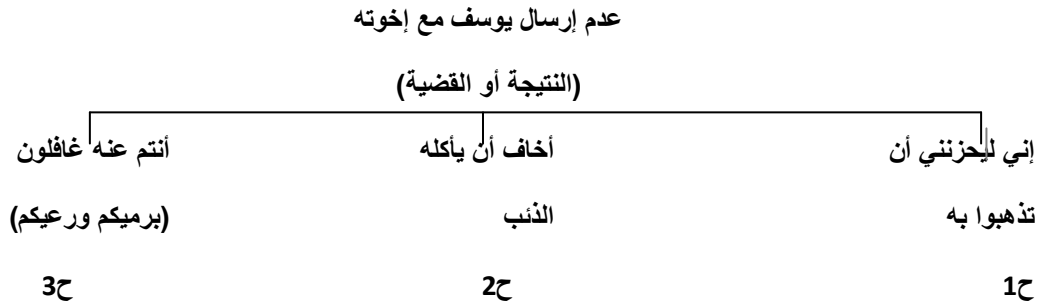 عدم إرسال يوسف مع إخوته
(النتيجة أو القضية)
إني ليحزنني أن
تذهبوا به
ح1
أخاف أن يأكله
الذئب
ح2
أنتم عنه غافلون
(برميكم ورعيكم)
ح3